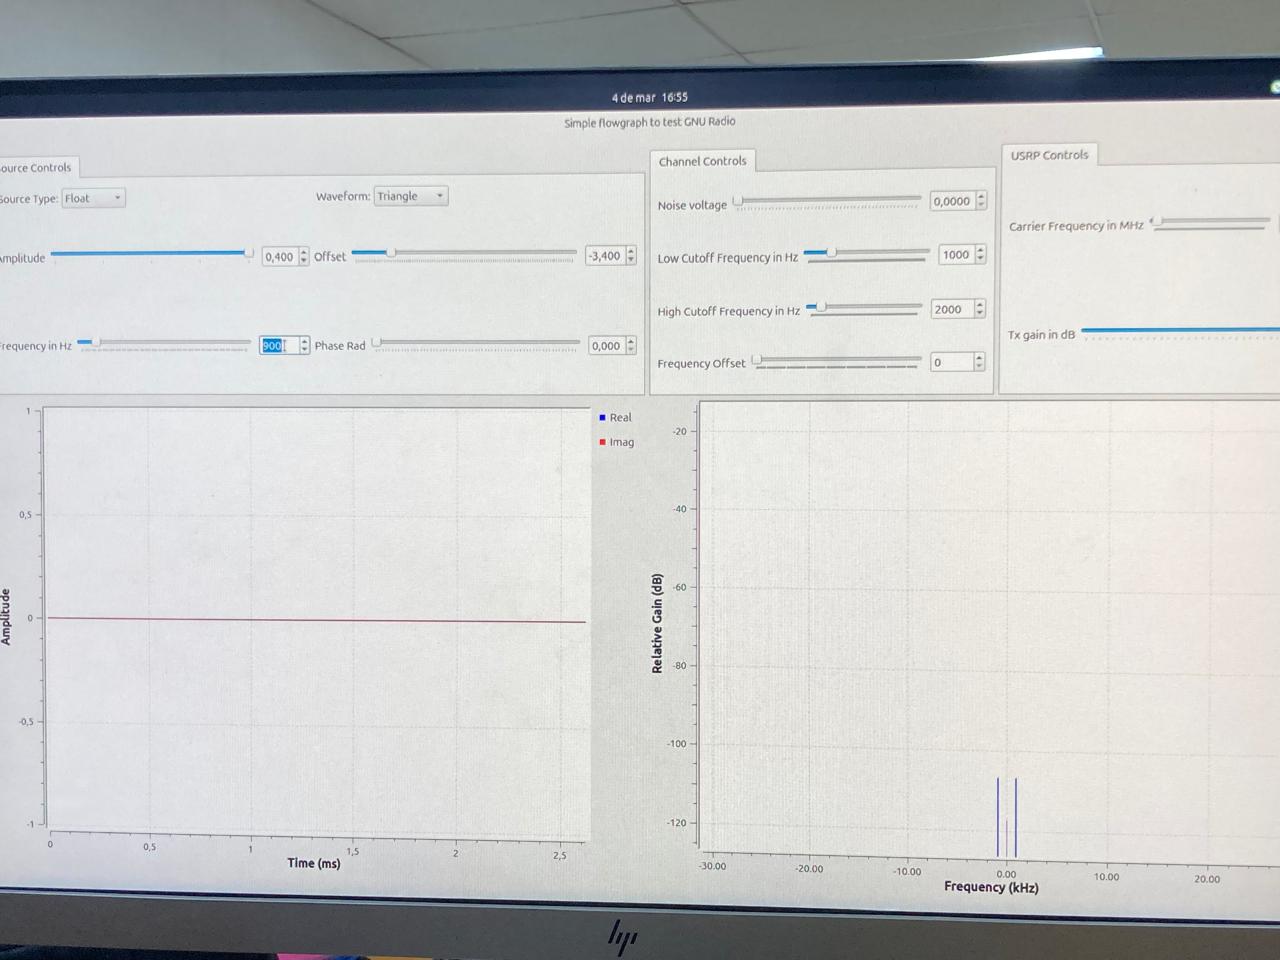 4 de mar 16:55
Simple flowgraph to test GNU Radio
ource Controls
Source Type: Float
Waveform: Triangle
Amplitude
0,400
Offset
-3,400
requency in Hz
900
Phase Rad
0,000
Channel Controls
Noise voltage
0,0000
Low Cutoff Frequency in Hz
1000
High Cutoff Frequency in Hz
2000
Frequency Offset
0
USRP Controls
Carrier Frequency in MHz
Tx gain in dB
1
0,5
0
-0,5
-1
Amplitude
0
0,5
1
1,5
2
2,5
Time (ms)
Real
Imag
-20
-40
-60
-80
-100
-120
Relative Gain (dB)
-30.00
-20.00
-10.00
0.00
10.00
20.00
Frequency (kHz)
hp